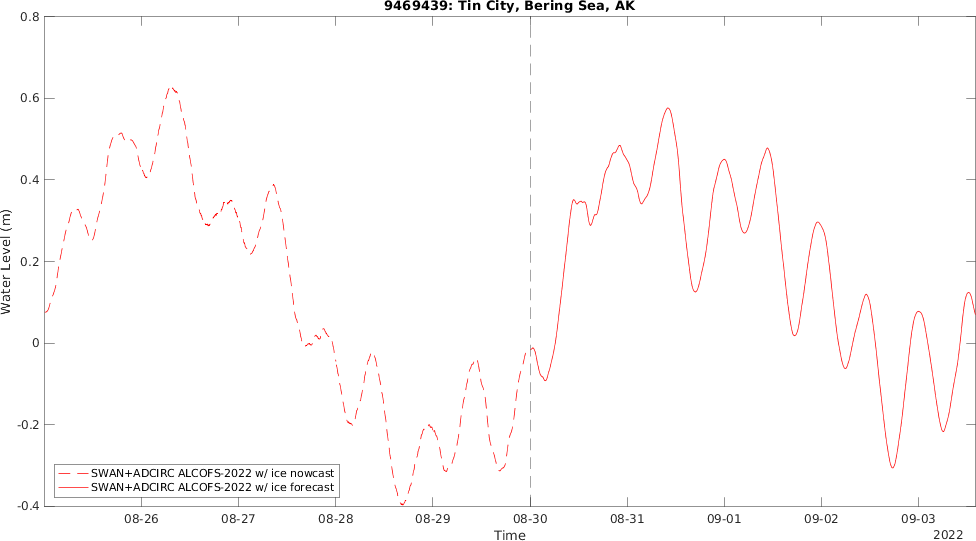 9469439: Tin City, Bering Sea, AK
0.8
0.6
0.4
0.2
0
-0.2
-0.4
Water Level (m)
SWAN+ADCIRC ALCOFS-2022 w/ ice nowcast
SWAN+ADCIRC ALCOFS-2022 w/ ice forecast
08-26 08-27 08-28 08-29 08-30 08-31 09-01 09-02 09-03
Time
2022